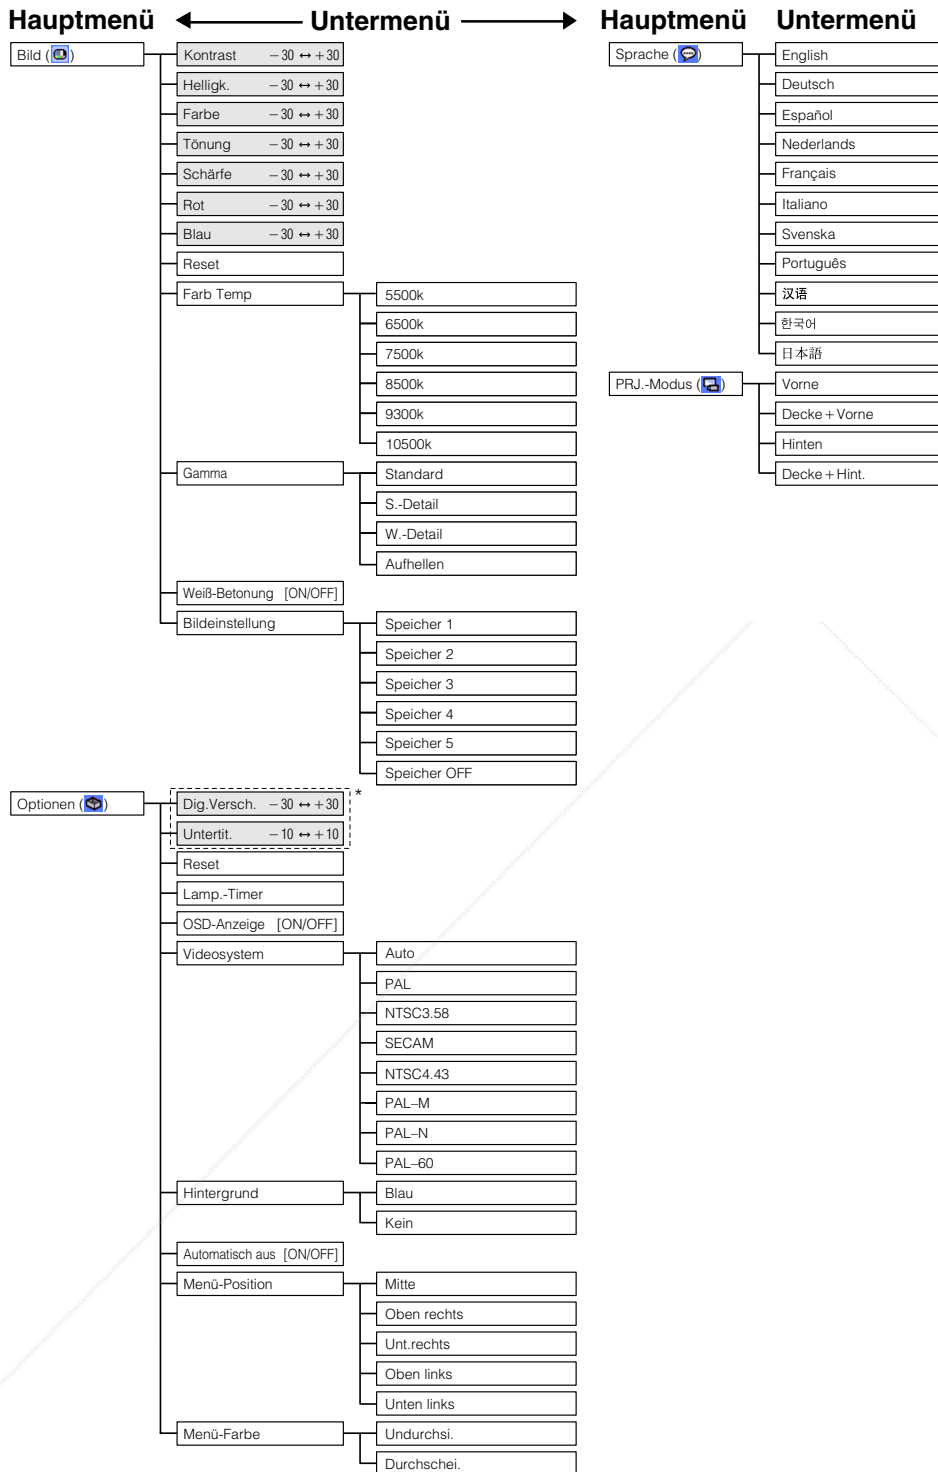 Hauptmenü Untermenü Hauptmenü Untermenü
Bild ( )
Kontrast −30 ↔ +30
Helligk. −30 ↔ +30
Farbe −30 ↔ +30
Tönung −30 ↔ +30
Schärfe −30 ↔ +30
Rot −30 ↔ +30
Blau −30 ↔ +30
Reset
Farb Temp
5500k
6500k
7500k
8500k
9300k
10500k
Gamma
Standard
S.-Detail
W.-Detail
Aufhellen
Weiß-Betonung [ON/OFF]
Bildeinstellung
Speicher 1
Speicher 2
Speicher 3
Speicher 4
Speicher 5
Speicher OFF
Optionen ( )
Dig.Versch. −30 ↔ +30 *
Untertit. −10 ↔ +10
Reset
Lamp.-Timer
OSD-Anzeige [ON/OFF]
Videosystem
Auto
PAL
NTSC3.58
SECAM
NTSC4.43
PAL–M
PAL–N
PAL–60
Hintergrund
Blau
Kein
Automatisch aus [ON/OFF]
Menü-Position
Mitte
Oben rechts
Unt.rechts
Oben links
Unten links
Menü-Farbe
Undurchsi.
Durchschei.
Sprache ( )
English
Deutsch
Español
Nederlands
Français
Italiano
Svenska
Português
汉语
한국어
日本語
PRJ.-Modus ( )
Vorne
Decke+Vorne
Hinten
Decke+Hint.